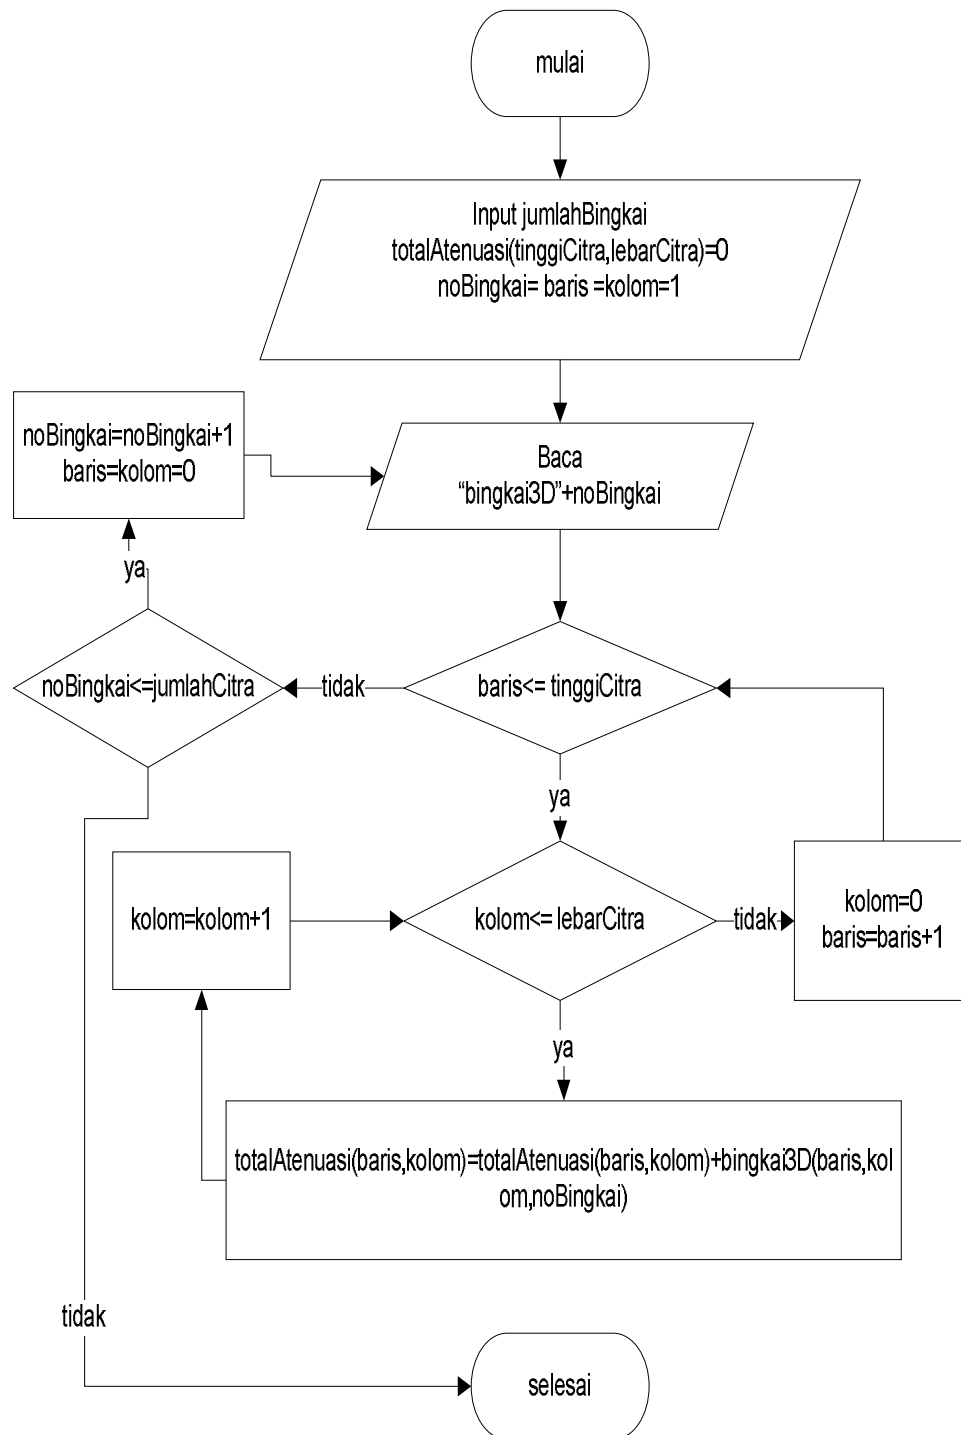 mulai
Input jumlahBingkai
totalAtenuasi(tinggiCitra,lebarCitra)=0
noBingkai= baris =kolom=1
noBingkai=noBingkai+1
baris=kolom=0
Baca
“bingkai3D”+noBingkai
ya
noBingkai<=jumlahCitra
tidak
baris<= tinggiCitra
ya
kolom=kolom+1
kolom<= lebarCitra
tidak
kolom=0
baris=baris+1
ya
totalAtenuasi(baris,kolom)=totalAtenuasi(baris,kolom)+bingkai3D(baris,kol
om,noBingkai)
tidak
selesai